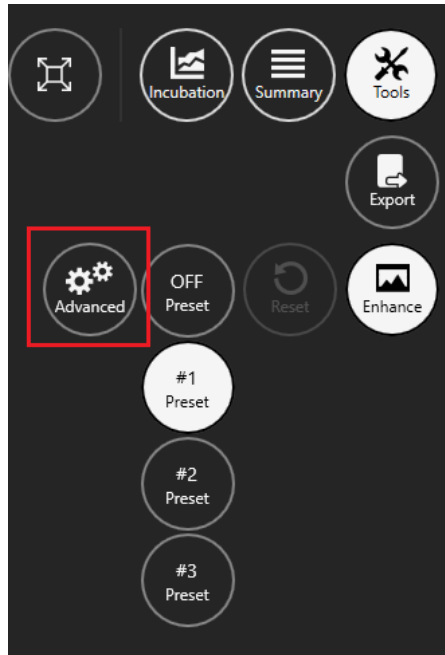 Incubation
Summary
Tools
Export
Advanced
OFF
Preset
Reset
Enhance
#1
Preset
#2
Preset
#3
Preset